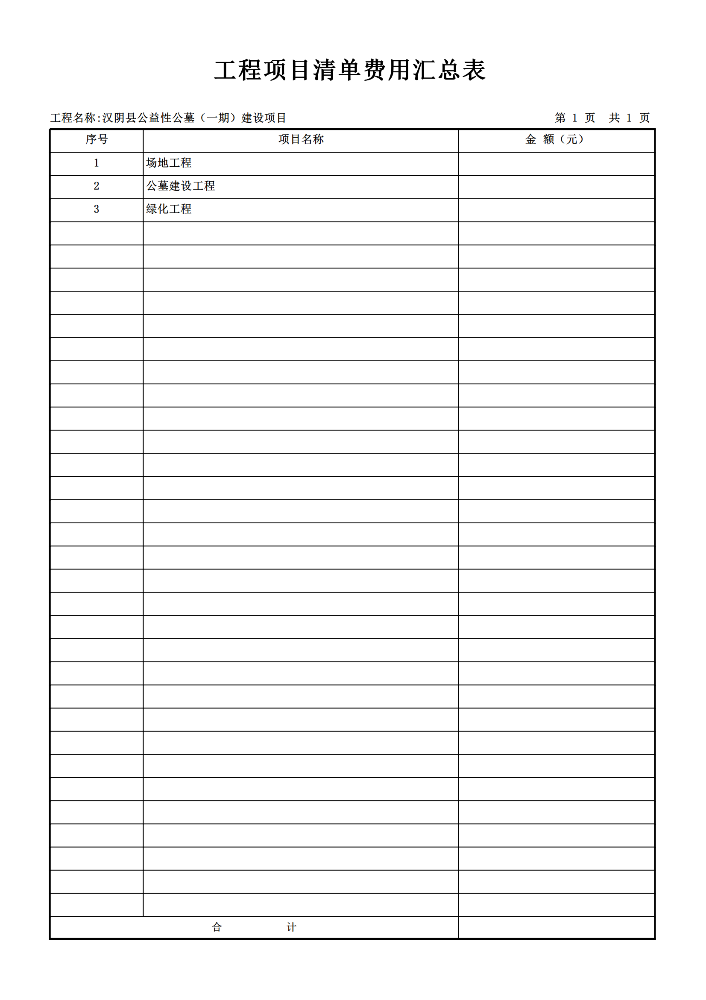 工程项目清单费用汇总表
工程名称:汉阴县公益性公墓（一期）建设项目 第 1 页 共 1 页
序号 项目名称 金 额（元）
1 场地工程
2 公墓建设工程
3 绿化工程
合 计